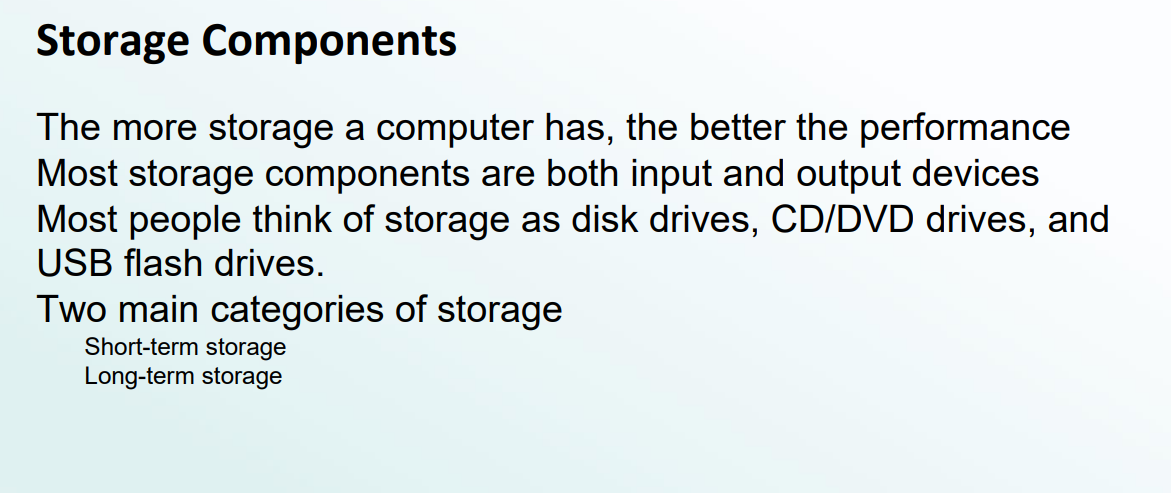 Storage Components
The more storage a computer has, the better the performance
Most storage components are both input and output devices
Most people think of storage as disk drives, CD/DVD drives, and
USB flash drives.
Two main categories of storage
Short-term storage
Long-term storage